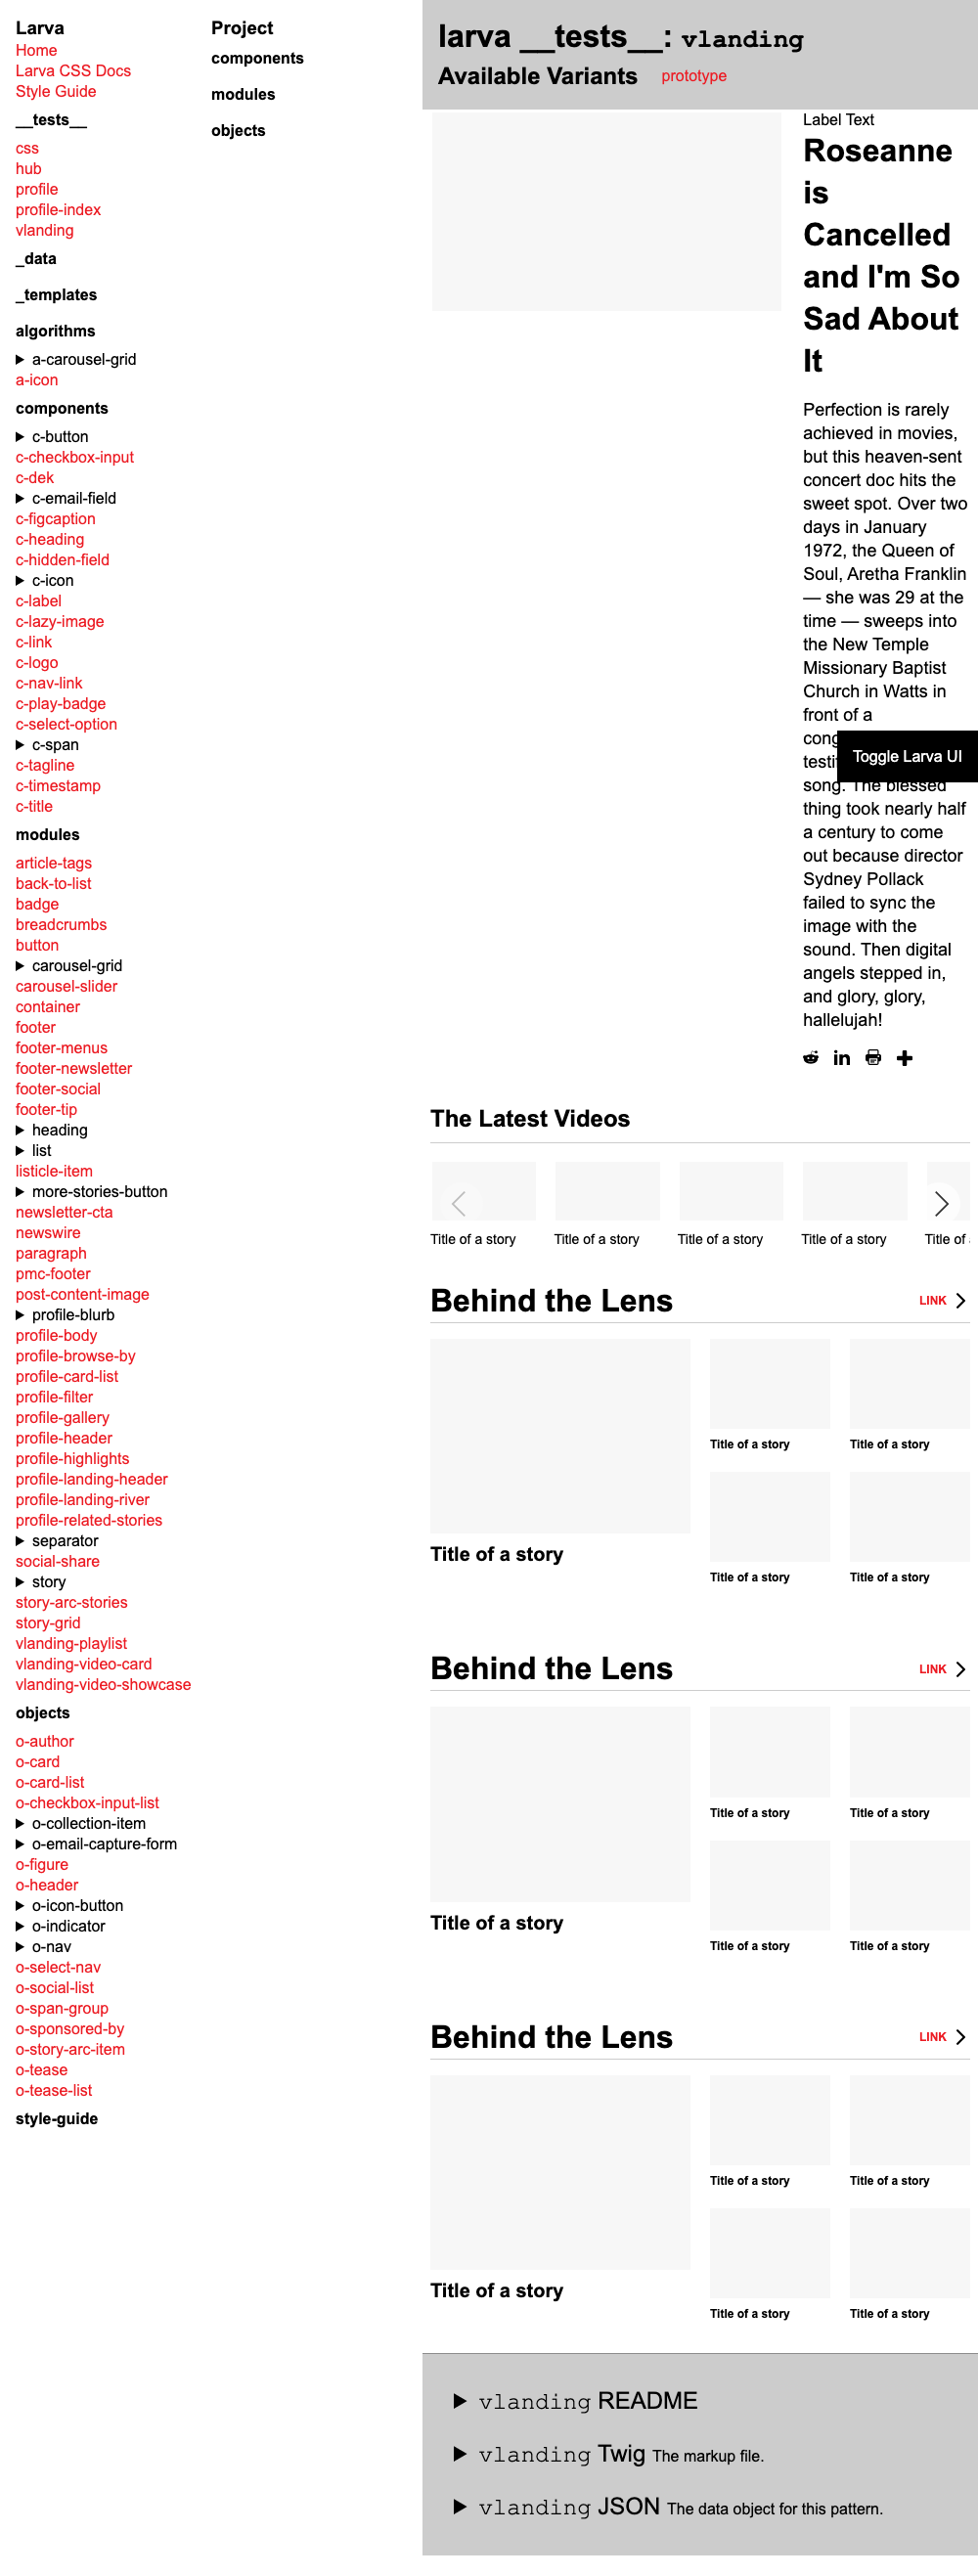 Larva
Home
Larva CSS Docs
Style Guide
__tests__
css
hub
profile
profile-index
vlanding
_data
_templates
algorithms
a-carousel-grid
a-icon
components
c-button
c-checkbox-input
c-dek
c-email-field
c-figcaption
c-heading
c-hidden-field
c-icon
c-label
c-lazy-image
c-link
c-logo
c-nav-link
c-play-badge
c-select-option
c-span
c-tagline
c-timestamp
c-title
modules
article-tags
back-to-list
badge
breadcrumbs
button
carousel-grid
carousel-slider
container
footer
footer-menus
footer-newsletter
footer-social
footer-tip
heading
list
listicle-item
more-stories-button
newsletter-cta
newswire
paragraph
pmc-footer
post-content-image
profile-blurb
profile-body
profile-browse-by
profile-card-list
profile-filter
profile-gallery
profile-header
profile-highlights
profile-landing-header
profile-landing-river
profile-related-stories
separator
social-share
story
story-arc-stories
story-grid
vlanding-playlist
vlanding-video-card
vlanding-video-showcase
objects
o-author
o-card
o-card-list
o-checkbox-input-list
o-collection-item
o-email-capture-form
o-figure
o-header
o-icon-button
o-indicator
o-nav
o-select-nav
o-social-list
o-span-group
o-sponsored-by
o-story-arc-item
o-tease
o-tease-list
style-guide
Project
components
modules
objects
larva __tests__: vlanding
Available Variants prototype
Label Text
Roseanne
is
Cancelled
and I'm So
Sad About
It
Perfection is rarely
achieved in movies,
but this heaven-sent
concert doc hits the
sweet spot. Over two
days in January
1972, the Queen of
Soul, Aretha Franklin
— she was 29 at the
time — sweeps into
the New Temple
Missionary Baptist
Church in Watts in
front of a
Toggle Larva UI
song. The blessed
thing took nearly half
a century to come
out because director
Sydney Pollack
failed to sync the
image with the
sound. Then digital
angels stepped in,
and glory, glory,
hallelujah!
The Latest Videos
Title of a story Title of a story Title of a story Title of a story Title of
Behind the Lens LINK
Title of a story Title of a story
Title of a story
Title of a story Title of a story
Behind the Lens LINK
Title of a story Title of a story
Title of a story
Title of a story Title of a story
Behind the Lens LINK
Title of a story Title of a story
Title of a story
Title of a story Title of a story
vlanding README
vlanding Twig The markup file.
vlanding JSON The data object for this pattern.